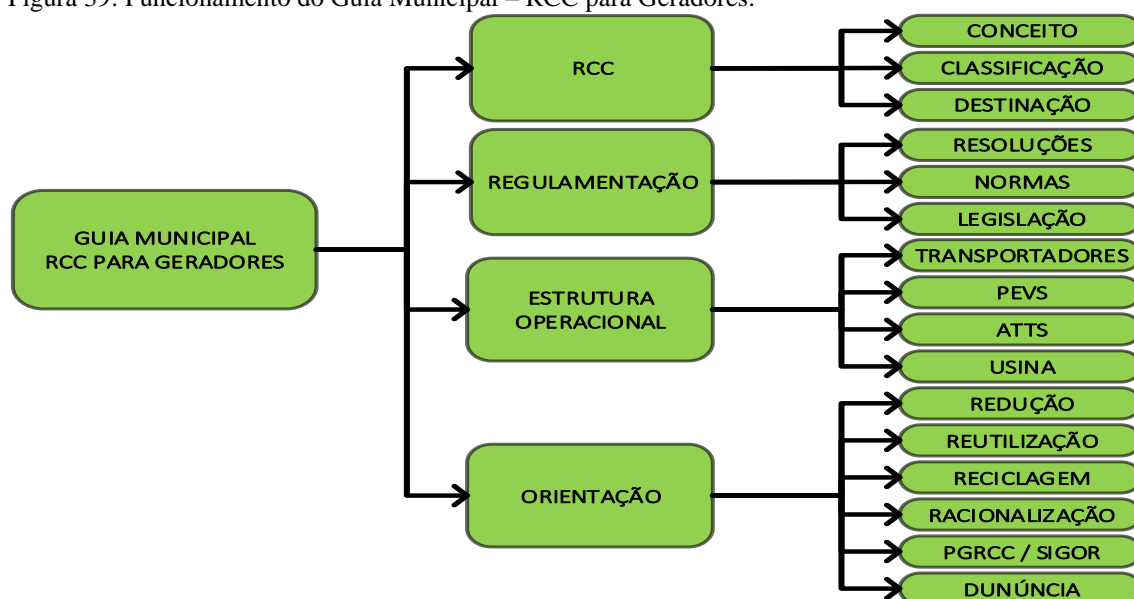 Figura 39: Funcionamento do Guia Municipal – RCC para Geradores.
GUIA MUNICIPAL
RCC PARA GERADORES
RCC
CONCEITO
CLASSIFICAÇÃO
DESTINAÇÃO
REGULAMENTAÇÃO
RESOLUÇÕES
NORMAS
LEGISLAÇÃO
ESTRUTURA
OPERACIONAL
TRANSPORTADORES
PEVS
ATTS
USINA
ORIENTAÇÃO
REDUÇÃO
REUTILIZAÇÃO
RECICLAGEM
RACIONALIZAÇÃO
PGRCC / SIGOR
DUNÚNCIA